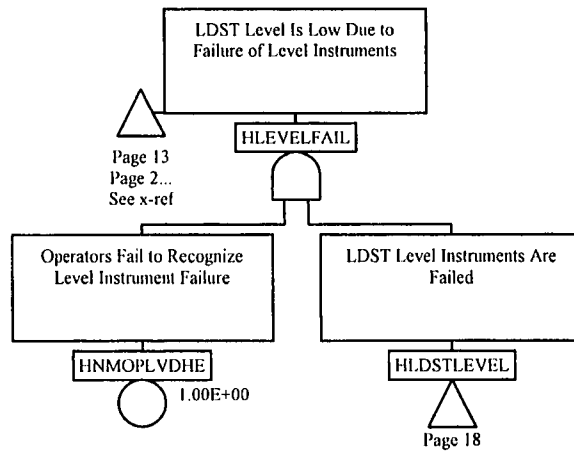 LDST Level Is Low Due to
Failure of Level Instruments
HLEVELFAIL
Page 13
Page 2...
See x-ref
Operators Fail to Recognize
Level Instrument Failure
HNMOPLVDHE
1.00E+00
LDST Level Instruments Are
Failed
HLDSTLEVEL
Page 18